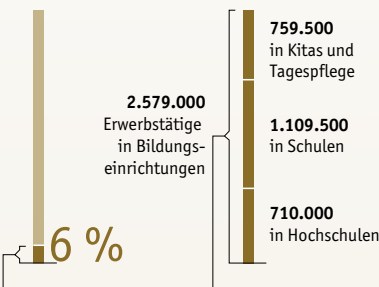 759.500
in Kitas und
Tagespflege
2.579.000
Erwerbstätige
in Bildungs-
einrichtungen
1.109.500
in Schulen
710.000
in Hochschulen
6 %